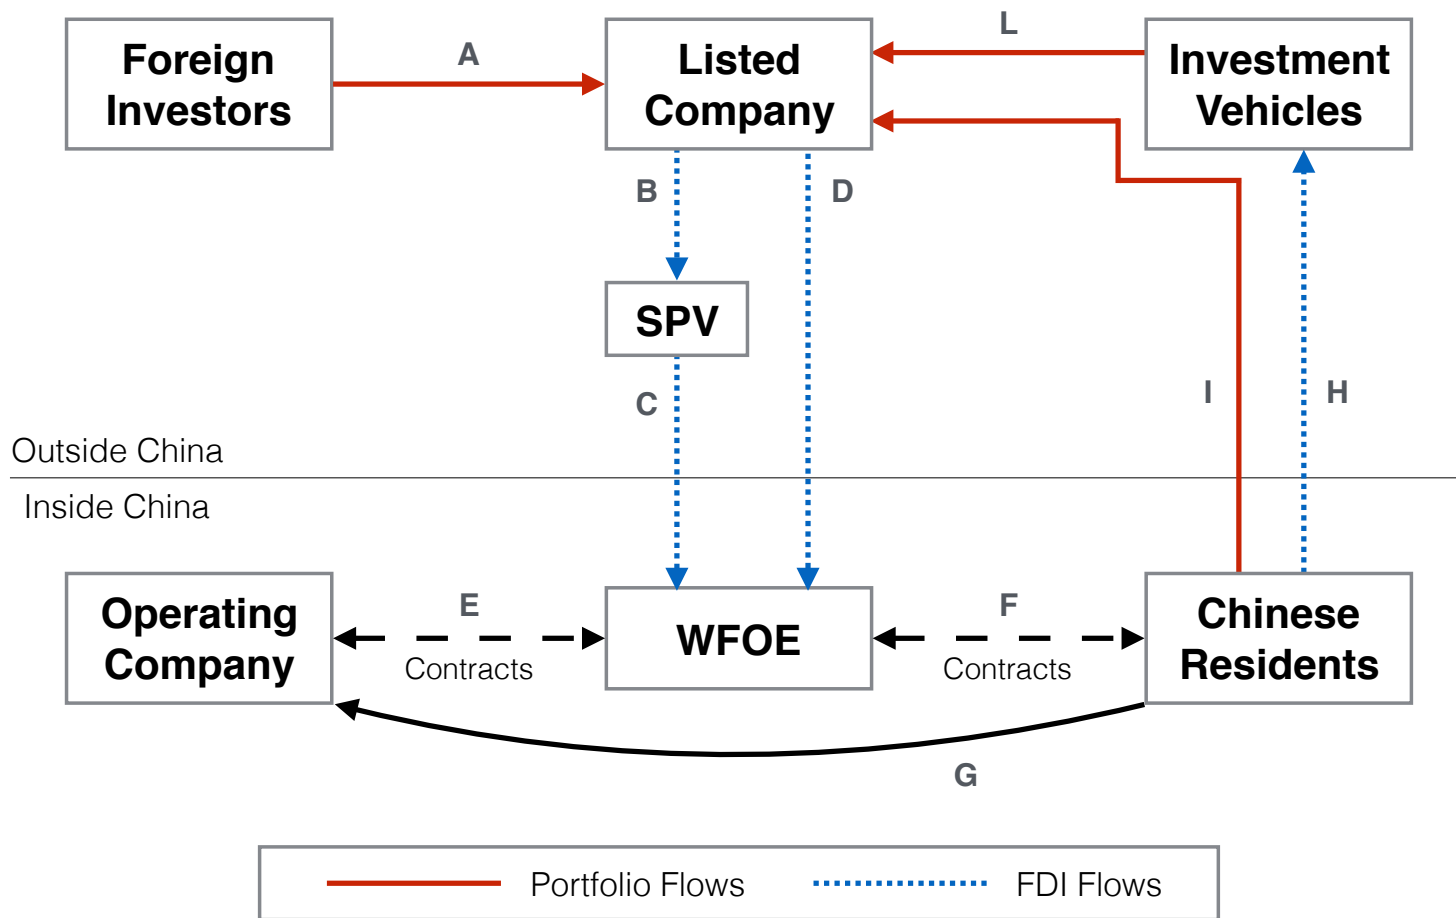 Foreign
Investors
A
Listed
Company
L
Investment
Vehicles
B
D
SPV
C
I
H
Outside China
Inside China
Operating
Company
E
Contracts
WFOE
F
Contracts
Chinese
Residents
G
Portfolio Flows
FDI Flows